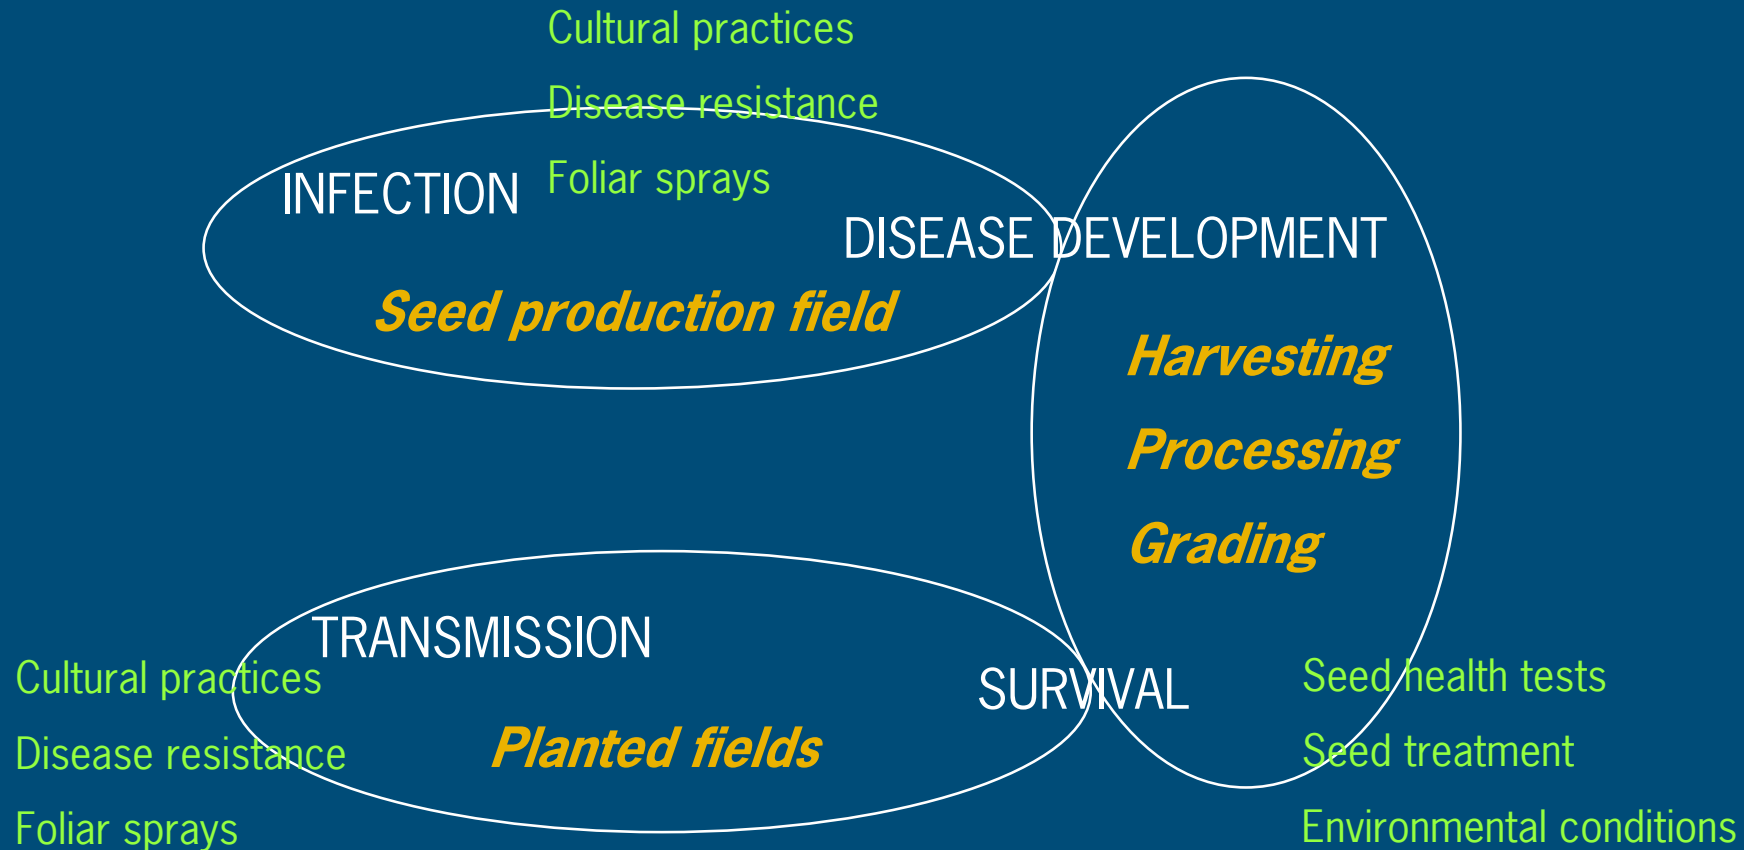 Cultural practices
Disease resistance
Foliar sprays
INFECTION
DISEASE DEVELOPMENT
Seed production field
Harvesting
Processing
Grading
TRANSMISSION
SURVIVAL
Planted fields
Cultural practices
Disease resistance
Foliar sprays
Seed health tests
Seed treatment
Environmental conditions